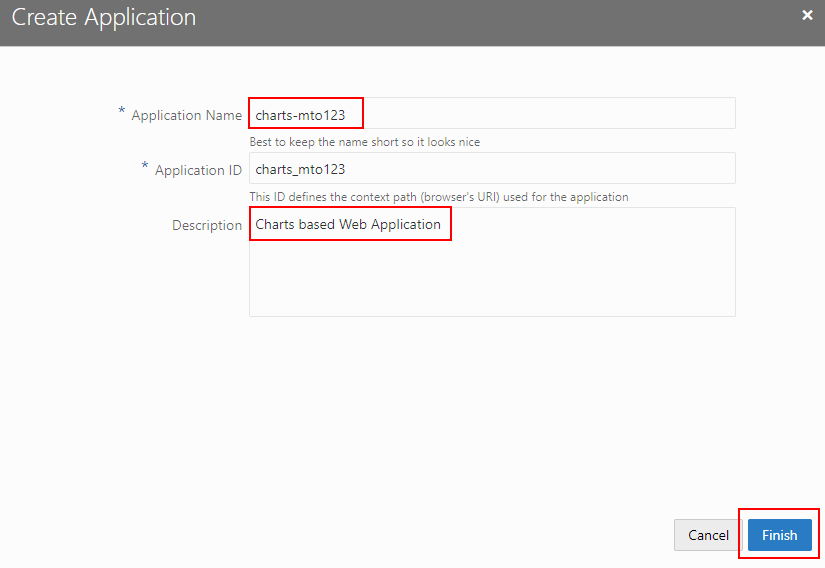 Create Application
×
* Application Name charts-mto123
Best to keep the name short so it looks nice
* Application ID charts_mto123
This ID defines the context path (browser's URI) used for the application
Description Charts based Web Application
Cancel Finish